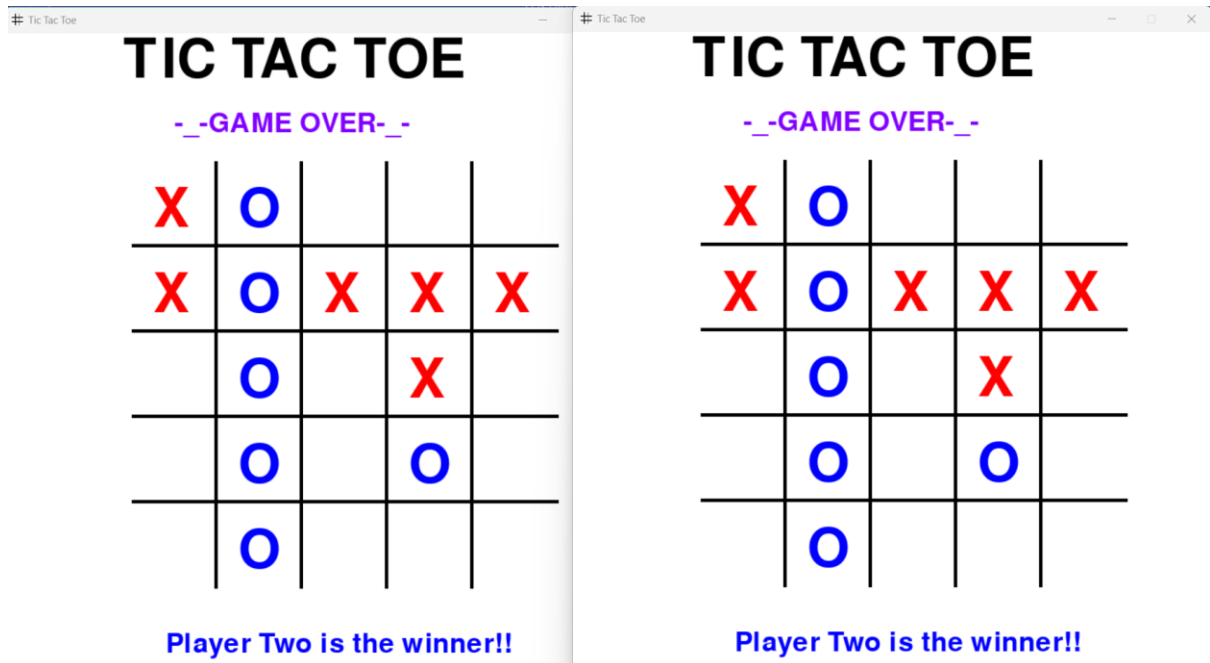 Tic Tac Toe
TIC TAC TOE
-_-GAME OVER-_-
X O
X O X X X
O X
O O
O
Player Two is the winner!!
Tic Tac Toe
TIC TAC TOE
-_-GAME OVER-_-
X O
X O X X X
O X
O O
O
Player Two is the winner!!